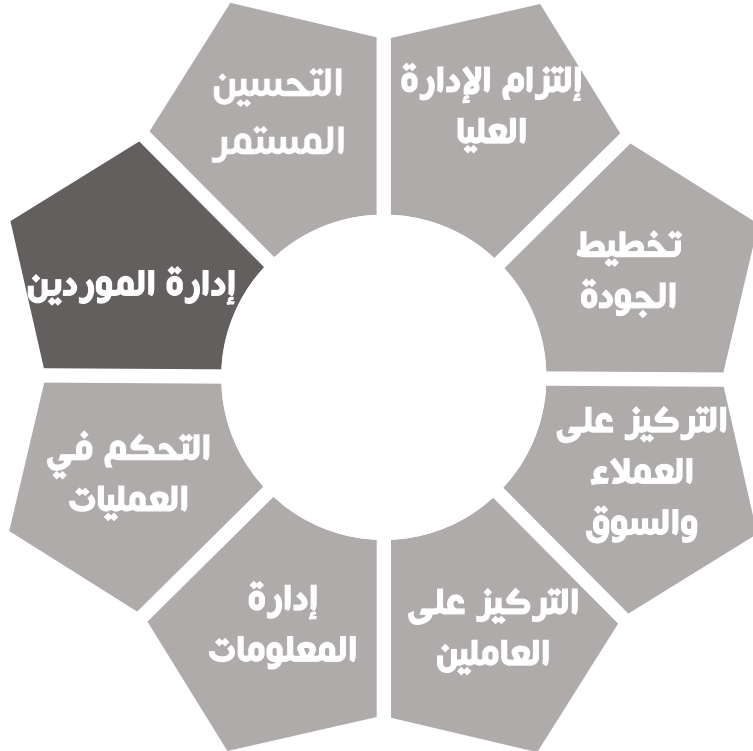 إلتزام الإدارة
العليا
تخطيط
الجودة
التركيز على
العملاء
والسوق
التركيز على
العاملين
إدارة
المعلومات
التحكم في
العمليات
إدارة الموردين
التحسين
المستمر